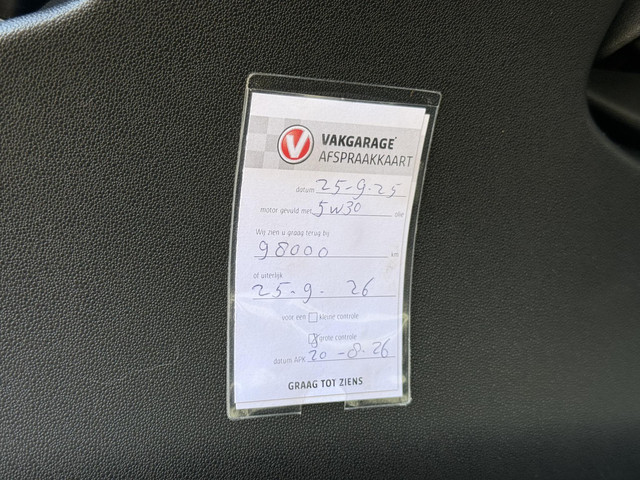 V VAKGARAGE
AFSPRAAKKAART
datum 25-9-25
motor gevuld met 5W30 olie
Wij zien u graag terug bij
98000 km
of uiterlijk
25-9-26
voor een kleine controle
grote controle
datum APK 20-8-26
GRAAG TOT ZIENS